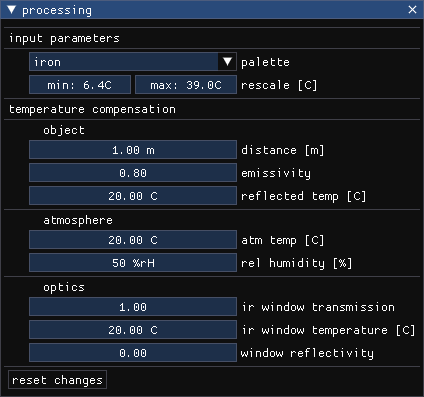 processing
input parameters
iron palette
min: 6.4C max: 39.0C rescale [C]
temperature compensation
object
1.00 m distance [m]
0.80 emissivity
20.00 C reflected temp [C]
atmosphere
20.00 C atm temp [C]
50 %rH rel humidity [%]
optics
1.00 ir window transmission
20.00 C ir window temperature [C]
0.00 window reflectivity
reset changes